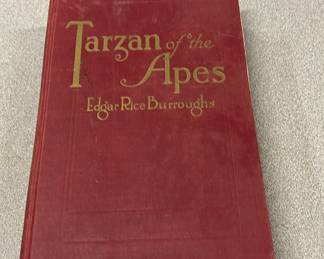 Tarzan of the
Apes
Edgar Rice Burroughs